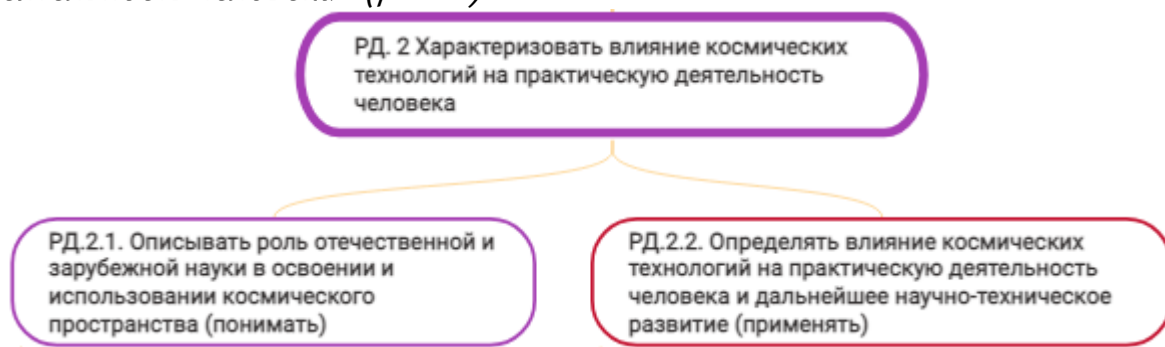 РД. 2 Характеризовать влияние космических
технологий на практическую деятельность
человека
РД.2.1. Описывать роль отечественной и
зарубежной науки в освоении и
использовании космического
пространства (понимать)
РД.2.2. Определять влияние космических
технологий на практическую деятельность
человека и дальнейшее научно-техническое
развитие (применять)